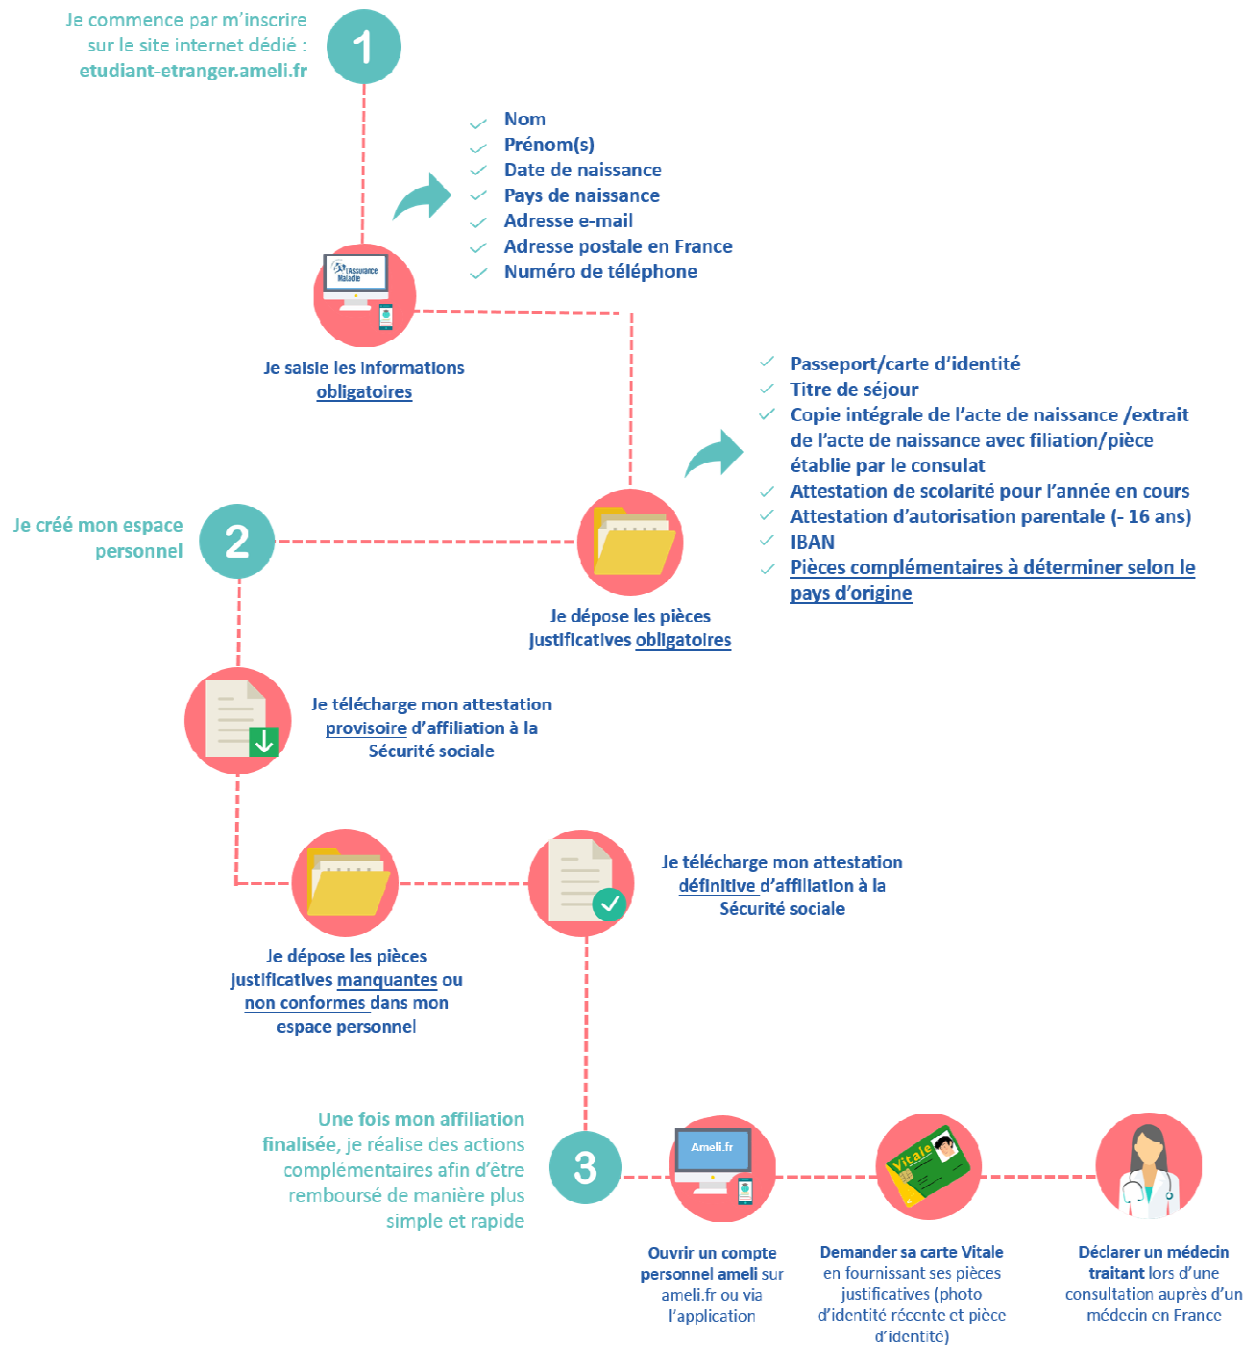 Je commence par m’inscrire
sur le site internet dédié :
etudiant-etranger.ameli.fr
1
Nom
Prénom(s)
Date de naissance
Pays de naissance
Adresse e-mail
Adresse postale en France
Numéro de téléphone
l'Assurance
Maladie
Je saisie les informations
obligatoires
Passeport/carte d’identité
Titre de séjour
Copie intégrale de l’acte de naissance /extrait
de l’acte de naissance avec filiation/pièce
établie par le consulat
Attestation de scolarité pour l’année en cours
Attestation d’autorisation parentale (- 16 ans)
IBAN
Pièces complémentaires à déterminer selon le
pays d’origine
Je dépose les pièces
justificatives obligatoires
Je créé mon espace
personnel
2
Je télécharge mon attestation
provisoire d’affiliation à la
Sécurité sociale
Je dépose les pièces
justificatives manquantes ou
non conformes dans mon
espace personnel
Je télécharge mon attestation
définitive d’affiliation à la
Sécurité sociale
Une fois mon affiliation
finalisée, je réalise des actions
complémentaires afin d’être
remboursé de manière plus
simple et rapide
3
Ameli.fr
Ouvrir un compte
personnel ameli sur
ameli.fr ou via
l’application
Vitale
Demander sa carte Vitale
en fournissant ses pièces
justificatives (photo
d’identité récente et pièce
d’identité)
Déclarer un médecin
traitant lors d’une
consultation auprès d’un
médecin en France